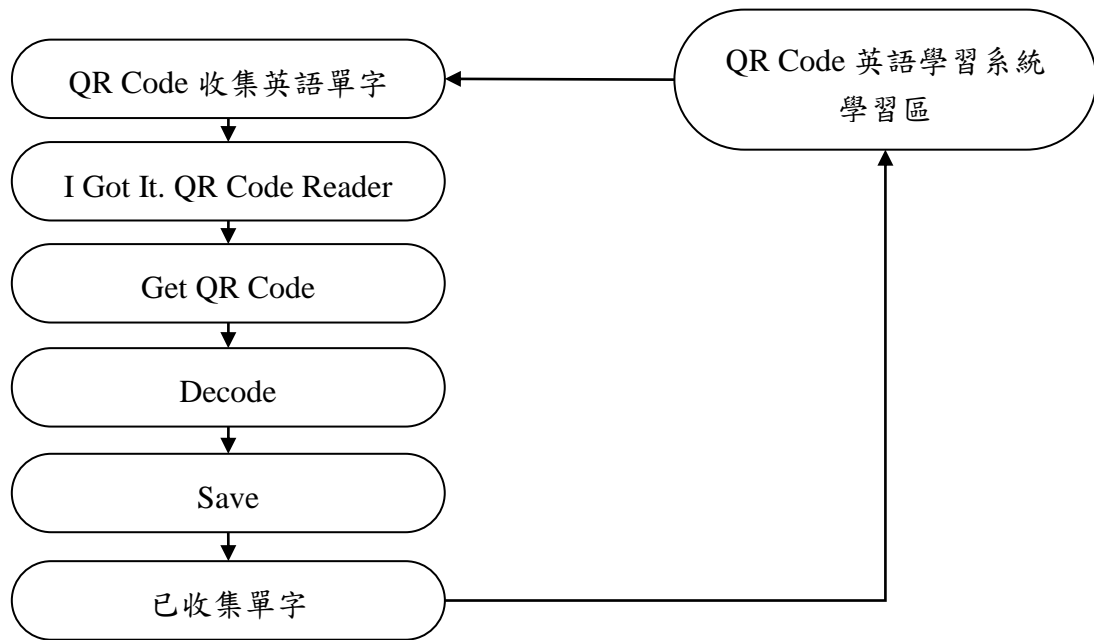 QR Code 收集英語單字
QR Code 英語學習系統
學習區
I Got It. QR Code Reader
Get QR Code
Decode
Save
已收集單字